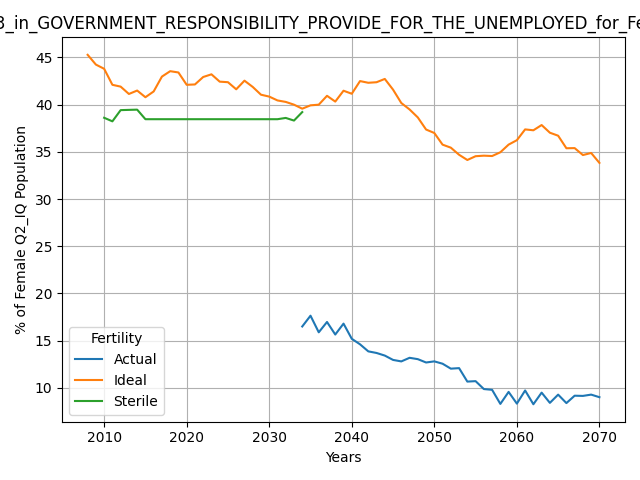 3_in_GOVERNMENT_RESPONSIBILITY_PROVIDE_FOR_THE_UNEMPLOYED_for_Fe
% of Female Q2_IQ Population
45
40
35
30
25
20
15
10
Fertility
Actual
Ideal
Sterile
2010 2020 2030 2040 2050 2060 2070
Years